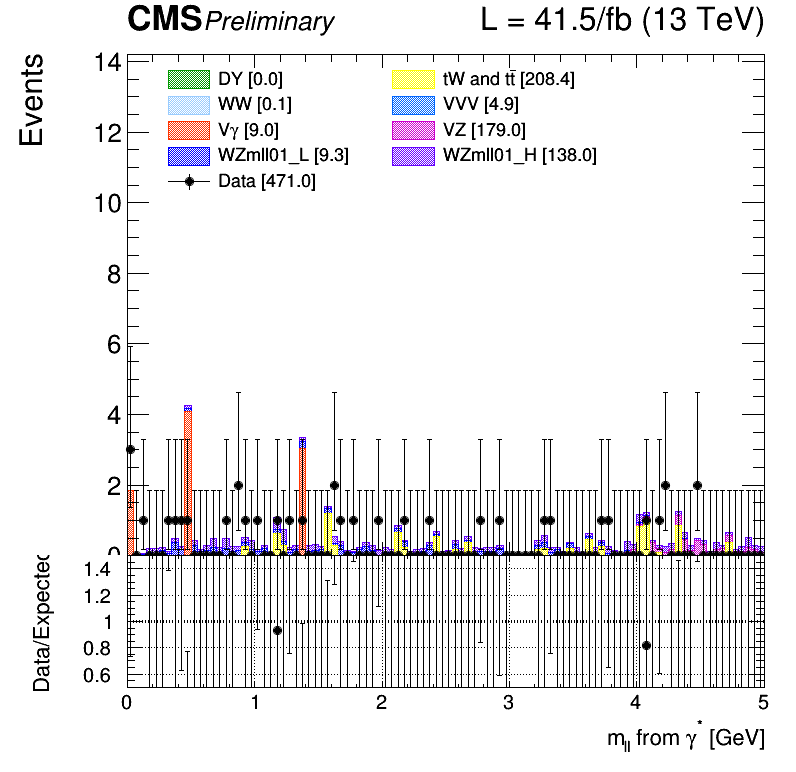 CMS Preliminary L = 41.5/fb (13 TeV)
Events
14
12
10
8
6
4
2
0
DY [0.0]
WW [0.1]
Vγ [9.0]
WZmll01_L [9.3]
Data [471.0]
tW and tt̄ [208.4]
VVV [4.9]
VZ [179.0]
WZmll01_H [138.0]
Data/Expected
1.4
1.2
1
0.8
0.6
0 1 2 3 4 5
m_ll from γ* [GeV]